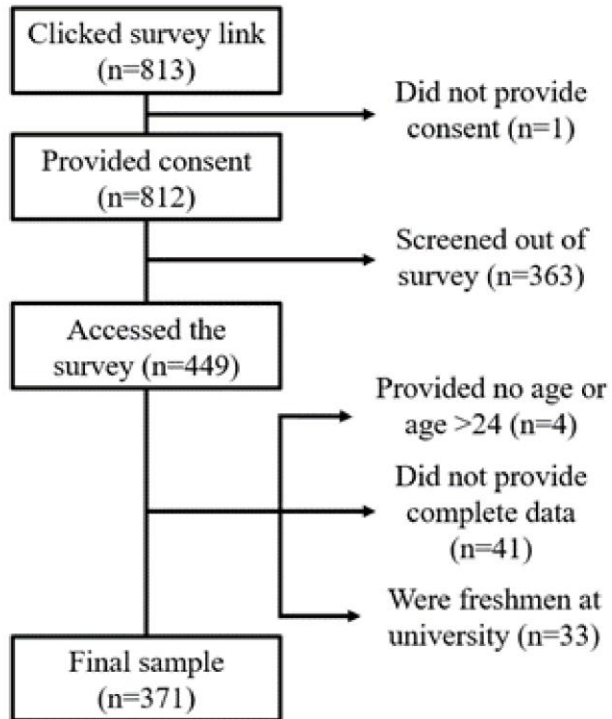 Clicked survey link
(n=813)
Did not provide
consent (n=1)
Provided consent
(n=812)
Screened out of
survey (n=363)
Accessed the
survey (n=449)
Provided no age or
age >24 (n=4)
Did not provide
complete data
(n=41)
Were freshmen at
university (n=33)
Final sample
(n=371)